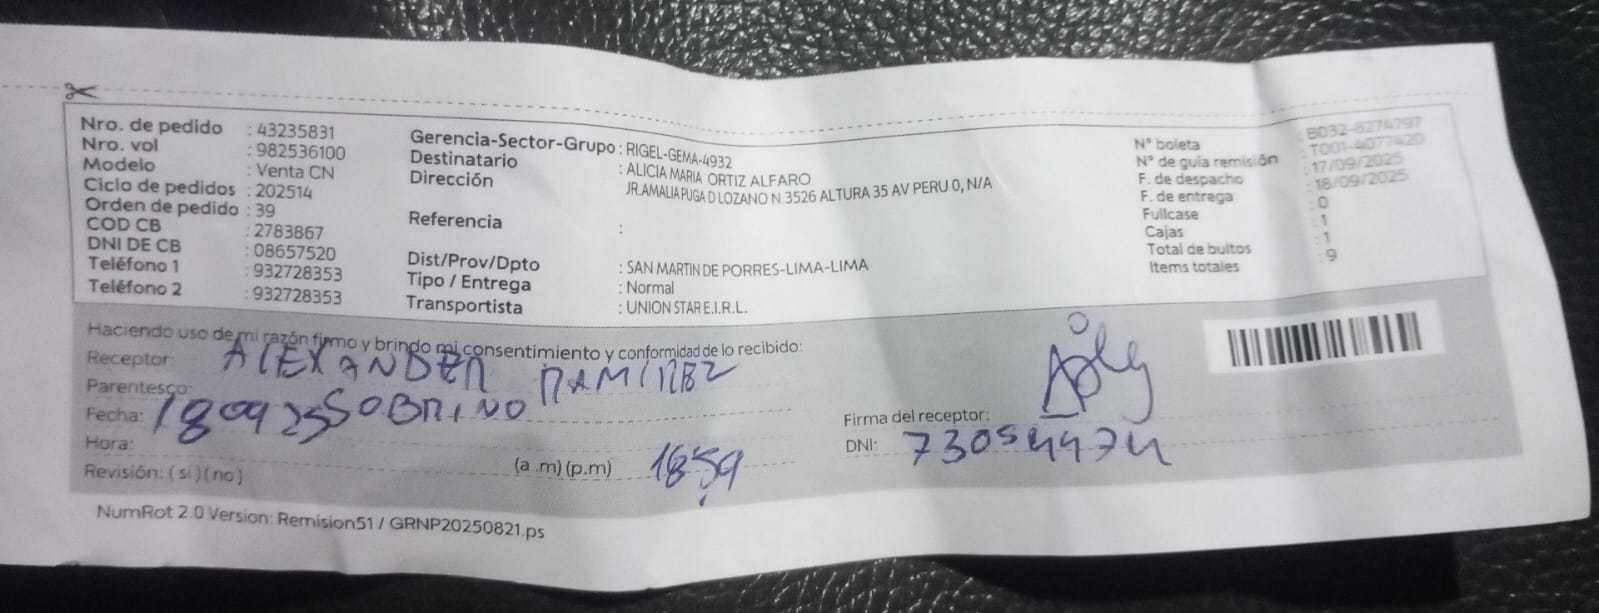 Nro. de pedido : 43235831
Nro. vol : 982536100
Modelo : Venta CN
Ciclo de pedidos : 202514
Orden de pedido : 39
COD CB : 2783867
DNI DE CB : 08657520
Teléfono 1 : 932728353
Teléfono 2 : 932728353
Gerencia-Sector-Grupo : RIGEL-GEMA-4932
Destinatario : ALICIA MARIA ORTIZ ALFARO
Dirección JR.AMALIA PUGA D LOZANO N 3526 ALTURA 35 AV PERU 0, N/A
Referencia :
Dist/Prov/Dpto : SAN MARTIN DE PORRES-LIMA-LIMA
Tipo / Entrega : Normal
Transportista : UNION STAR E.I.R.L.
N° boleta : B032-8274797
N° de guía remisión : T001-4077420
F. de despacho : 17/09/2025
F. de entrega : 18/09/2025
Fullcase : 0
Cajas : 1
Total de bultos : 1
Items totales : 9
Haciendo uso de mi razón firmo y brindo mi consentimiento y conformidad de lo recibido:
Receptor: ALEXANDER RAMIREZ
Parentesco: SOBRINO
Fecha: 180925
Hora: (a .m) (p.m) 1859
Revisión: ( si ) ( no )
Firma del receptor:
DNI: 73054474
NumRot 2.0 Version: Remision51 / GRNP20250821.ps